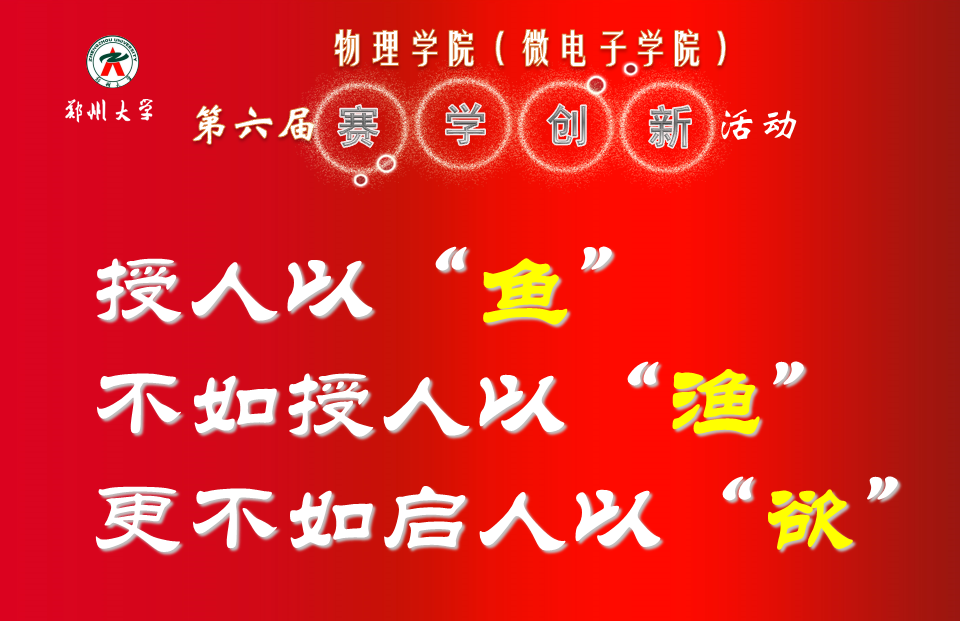 ZHENGZHOU UNIVERSITY
郑州大学
物理学院（微电子学院）
第六届赛学创新活动
授人以“鱼”
不如授人以“渔”
更不如启人以“欲”